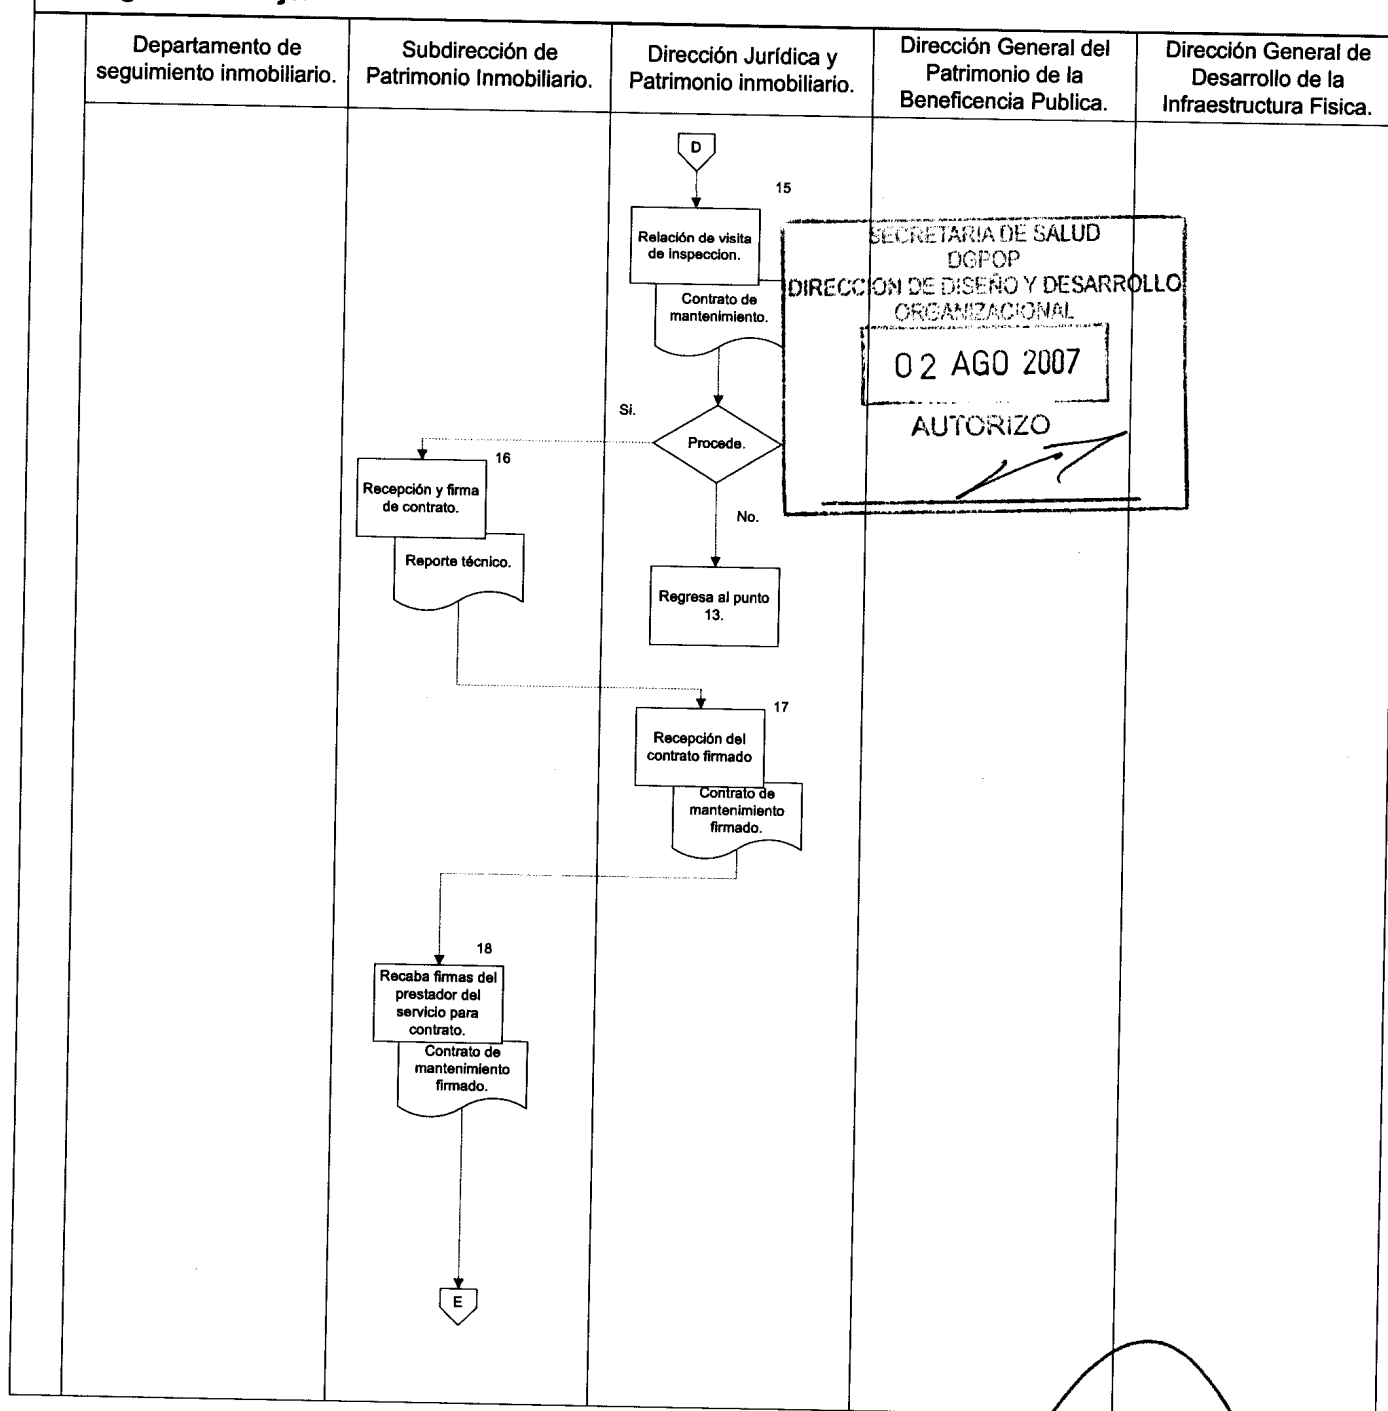 Departamento de
seguimiento inmobiliario.
Subdirección de
Patrimonio Inmobiliario.
Dirección Jurídica y
Patrimonio inmobiliario.
Dirección General del
Patrimonio de la
Beneficencia Publica.
Dirección General de
Desarrollo de la
Infraestructura Fisica.
D
15
Relación de visita
de inspeccion.
Contrato de
mantenimiento.
SECRETARIA DE SALUD
DGPOP
DIRECCION DE DISEÑO Y DESARROLLO
ORGANIZACIONAL
02 AGO 2007
AUTORIZO
Si.
Procede.
No.
16
Recepción y firma
de contrato.
Reporte técnico.
Regresa al punto
13.
17
Recepción del
contrato firmado
Contrato de
mantenimiento
firmado.
18
Recaba firmas del
prestador del
servicio para
contrato.
Contrato de
mantenimiento
firmado.
E